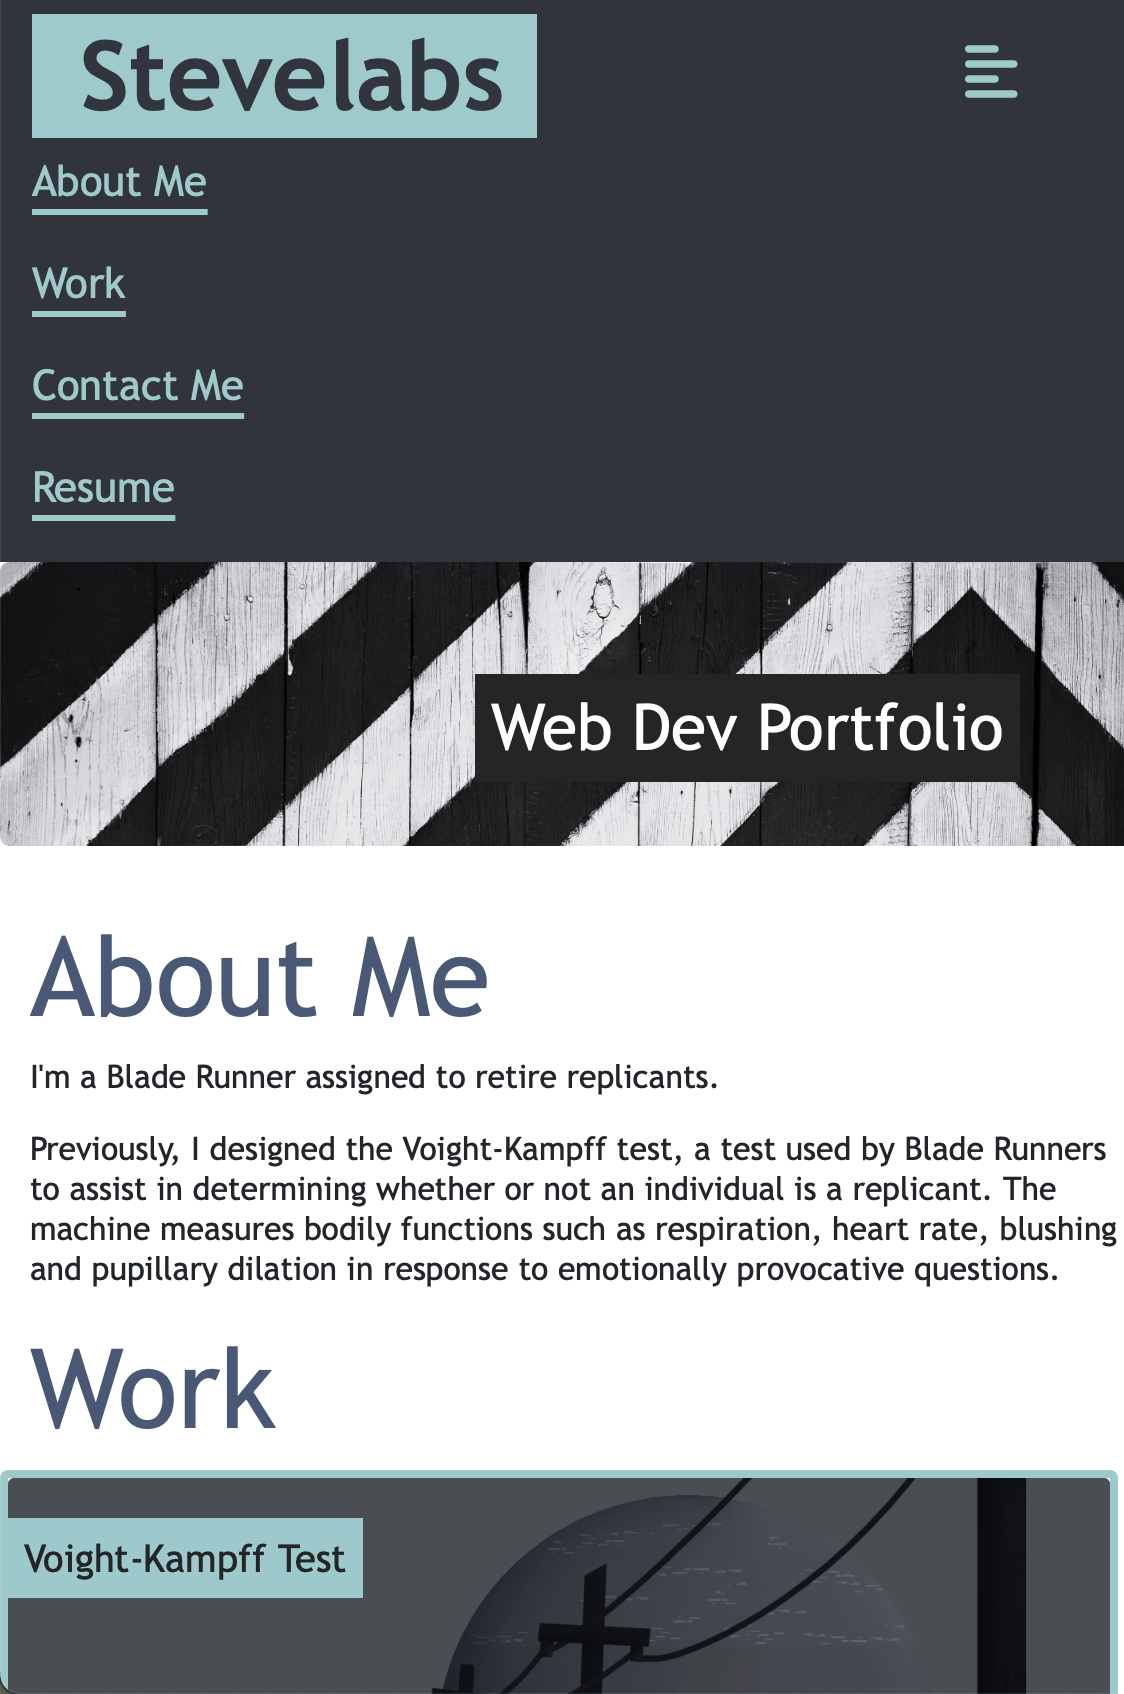 Stevelabs
About Me
Work
Contact Me
Resume
Web Dev Portfolio
About Me
I'm a Blade Runner assigned to retire replicants.
Previously, I designed the Voight-Kampff test, a test used by Blade Runners
to assist in determining whether or not an individual is a replicant. The
machine measures bodily functions such as respiration, heart rate, blushing
and pupillary dilation in response to emotionally provocative questions.
Work
Voight-Kampff Test